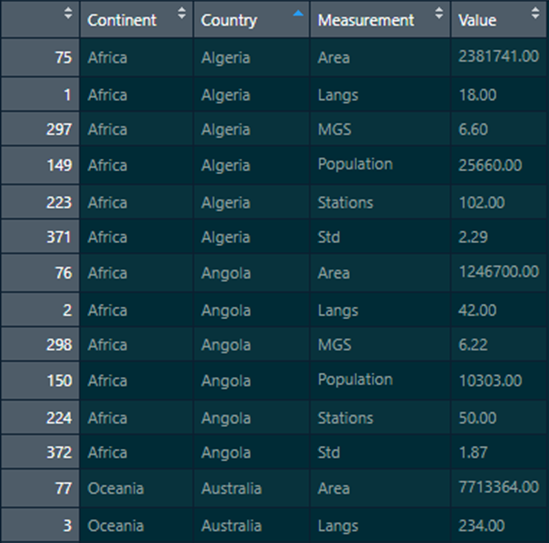 Continent Country Measurement Value
75 Africa Algeria Area 2381741.00
1 Africa Algeria Langs 18.00
297 Africa Algeria MGS 6.60
149 Africa Algeria Population 25660.00
223 Africa Algeria Stations 102.00
371 Africa Algeria Std 2.29
76 Africa Angola Area 1246700.00
2 Africa Angola Langs 42.00
298 Africa Angola MGS 6.22
150 Africa Angola Population 10303.00
224 Africa Angola Stations 50.00
372 Africa Angola Std 1.87
77 Oceania Australia Area 7713364.00
3 Oceania Australia Langs 234.00